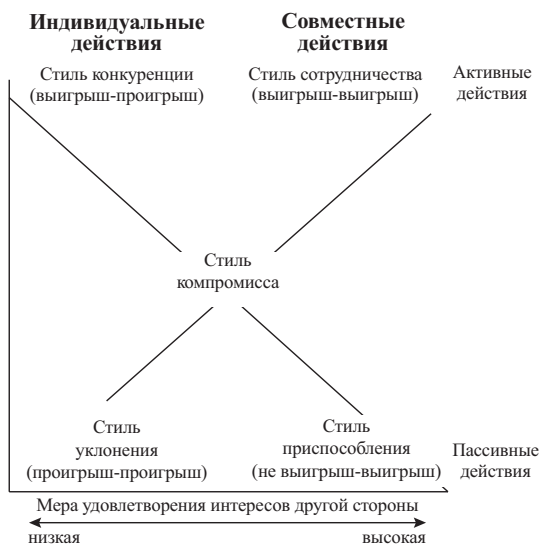 Индивидуальные
действия
Совместные
действия
Стиль конкуренции
(выигрыш-проигрыш)
Стиль сотрудничества
(выигрыш-выигрыш)
Активные
действия
Стиль
компромисса
Стиль
уклонения
(проигрыш-проигрыш)
Стиль
приспособления
(не выигрыш-выигрыш)
Пассивные
действия
Мера удовлетворения интересов другой стороны
низкая
высокая